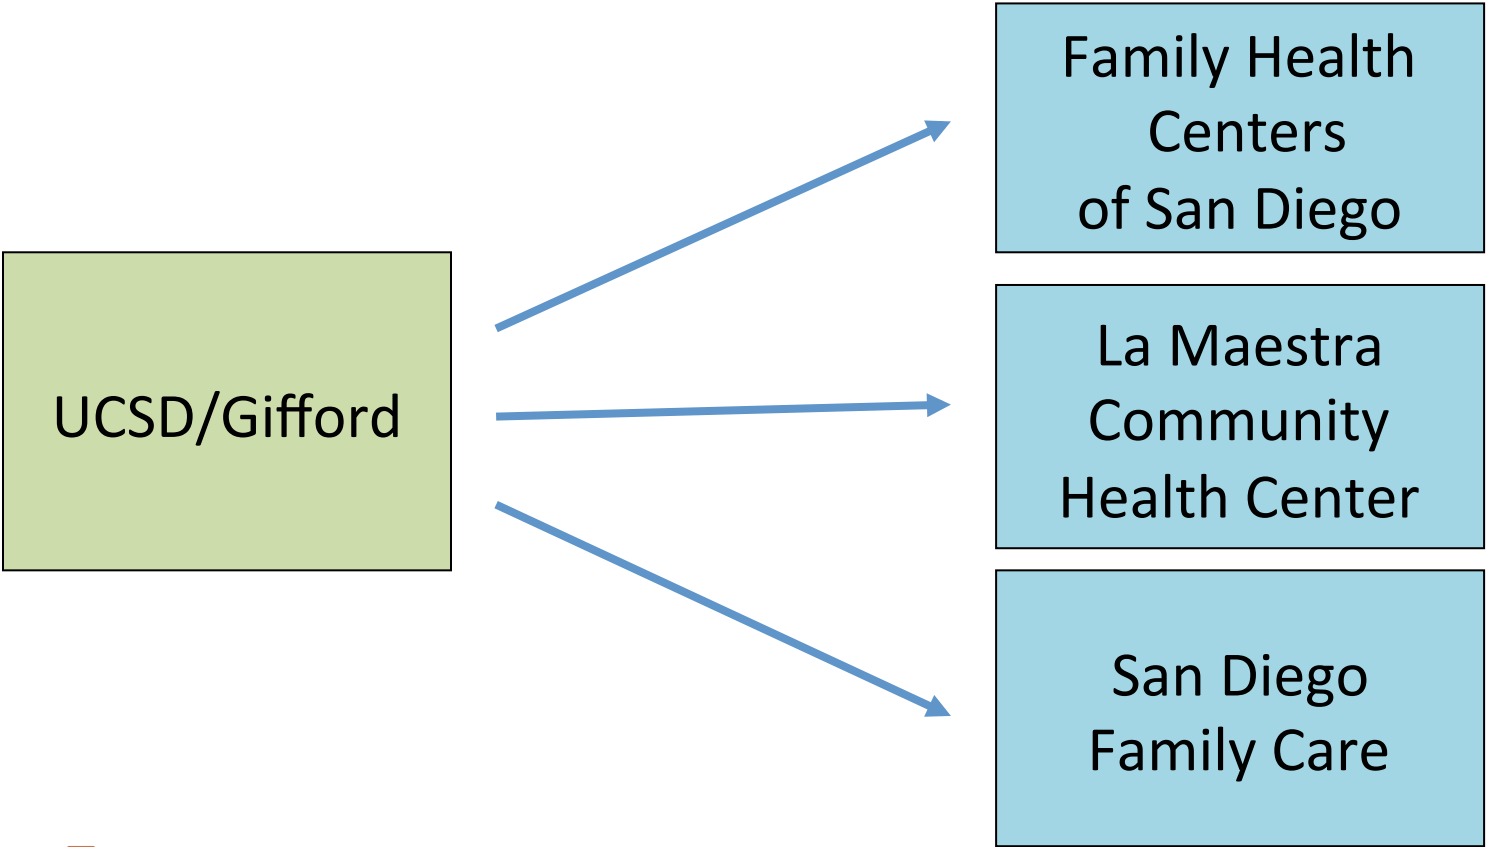 UCSD/Gifford
Family Health
Centers
of San Diego
La Maestra
Community
Health Center
San Diego
Family Care